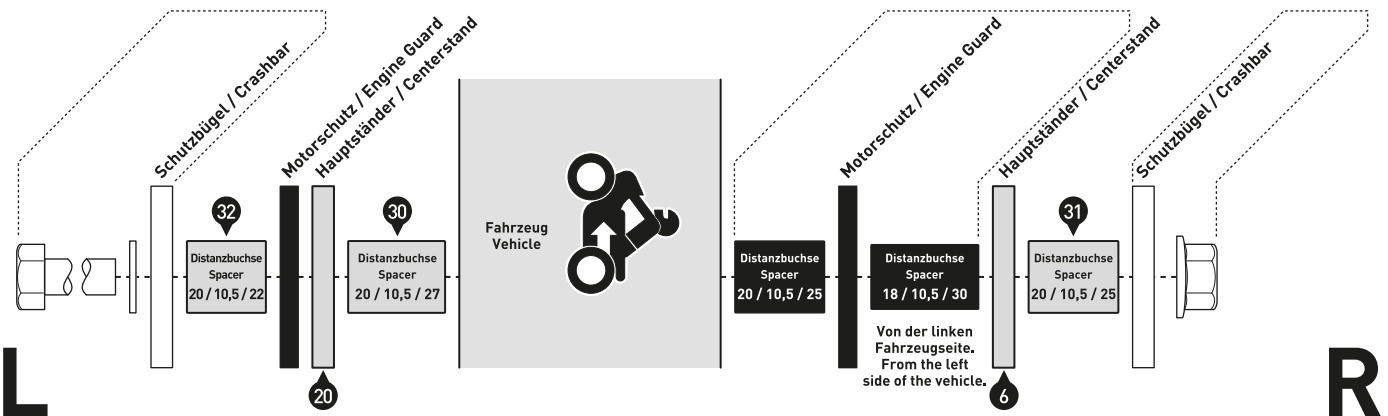 Schutzbügel / Crashbar
Motorschutz / Engine Guard
Hauptständer / Centerstand
Motorschutz / Engine Guard
Hauptständer / Centerstand
Schutzbügel / Crashbar
32
Distanzbuchse
Spacer
20 / 10,5 / 22
30
Distanzbuchse
Spacer
20 / 10,5 / 27
Fahrzeug
Vehicle
Distanzbuchse
Spacer
20 / 10,5 / 25
Distanzbuchse
Spacer
18 / 10,5 / 30
31
Distanzbuchse
Spacer
20 / 10,5 / 25
Von der linken
Fahrzeugseite.
From the left
side of the vehicle.
L
20
6
R